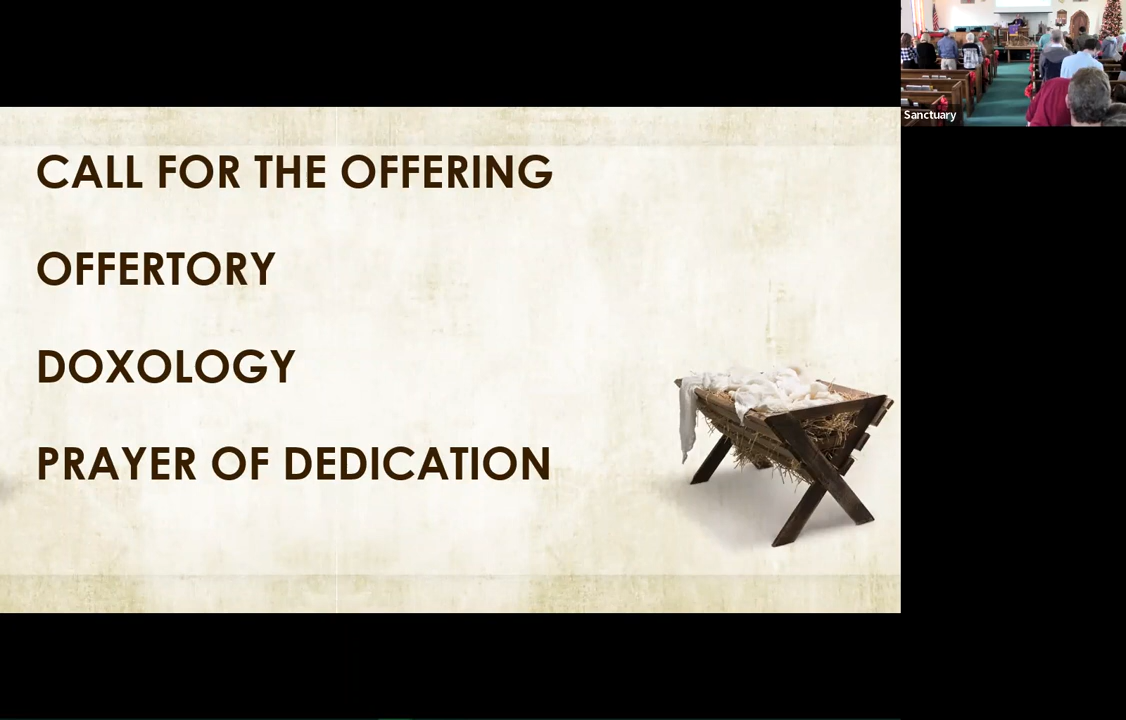 CALL FOR THE OFFERING
OFFERTORY
DOXOLOGY
PRAYER OF DEDICATION
Sanctuary